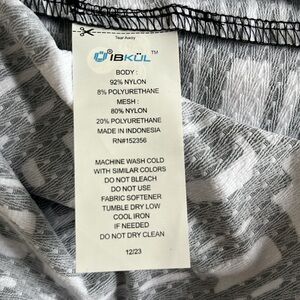 Tear Away
IBKÜL™
BODY:
92% NYLON
8% POLYURETHANE
MESH:
80% NYLON
20% POLYURETHANE
MADE IN INDONESIA
RN#152356
MACHINE WASH COLD
WITH SIMILAR COLORS
DO NOT BLEACH
DO NOT USE
FABRIC SOFTENER
TUMBLE DRY LOW
COOL IRON
IF NEEDED
DO NOT DRY CLEAN
12/23